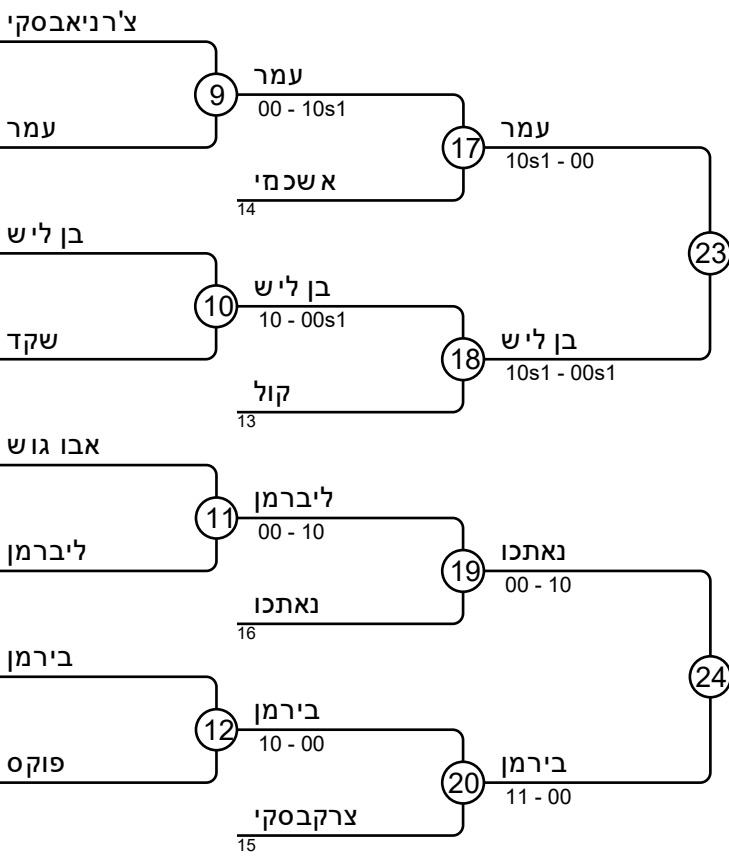 צ'רניאבסקי
עמר
9
עמר
00 - 10s1
17
עמר
10s1 - 00
אשכנזי
14
בן ליש
23
10
בן ליש
10 - 00s1
שקד
18
בן ליש
10s1 - 00s1
קול
13
אבו גוש
11
ליברמן
00 - 10
ליברמן
19
נאתכו
00 - 10
נאתכו
16
בירמן
24
12
בירמן
10 - 00
פוקס
20
בירמן
11 - 00
צרקבסקי
15